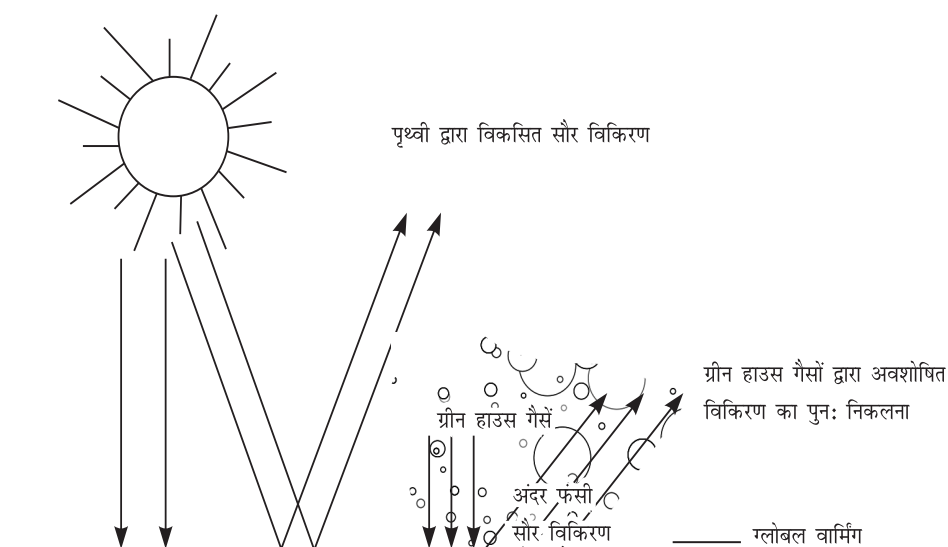 पृथ्वी द्वारा विकसित सौर विकिरण
ग्रीन हाउस गैसों द्वारा अवशोषित
विकिरण का पुन: निकलना
ग्रीन हाउस गैसें
अंदर फंसी
सौर विकिरण
ग्लोबल वार्मिंग